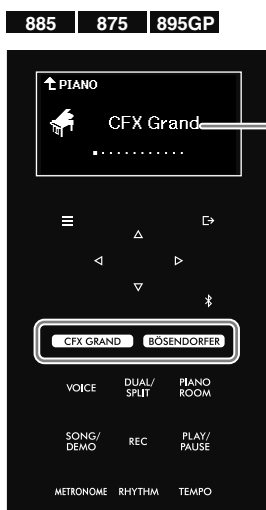 885 875 895GP
PIANO
CFX Grand
CFX GRAND BÖSENDORFER
VOICE DUAL/SPLIT PIANO ROOM
SONG/DEMO REC PLAY/PAUSE
METRONOME RHYTHM TEMPO